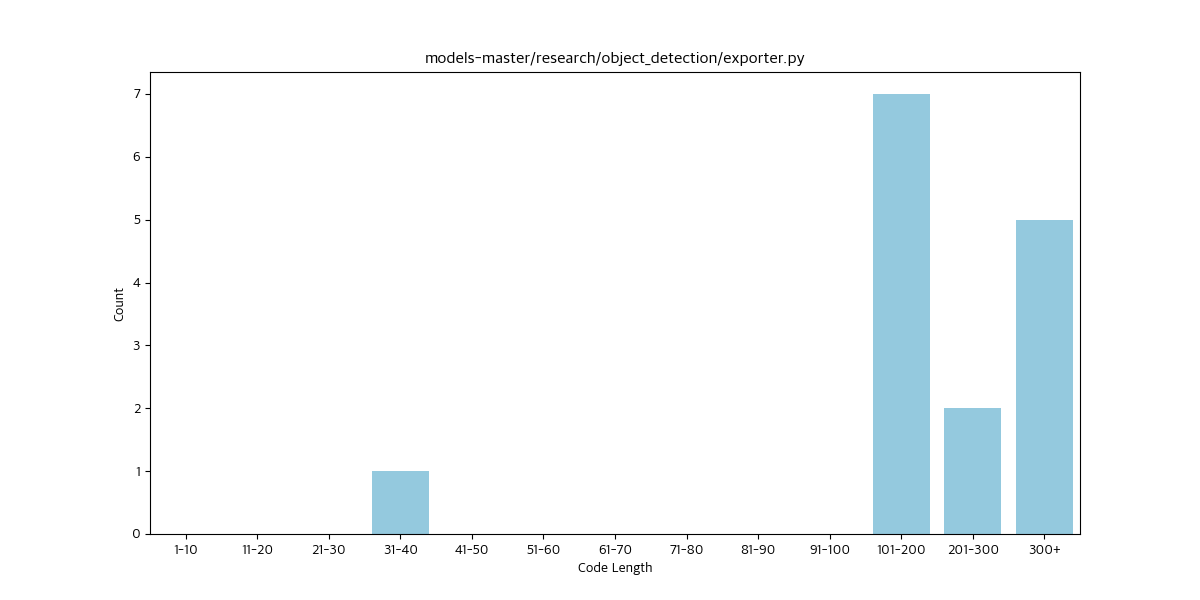 models-master/research/object_detection/exporter.py
7
6
5
4
3
2
1
0
Count
1-10 11-20 21-30 31-40 41-50 51-60 61-70 71-80 81-90 91-100 101-200 201-300 300+
Code Length